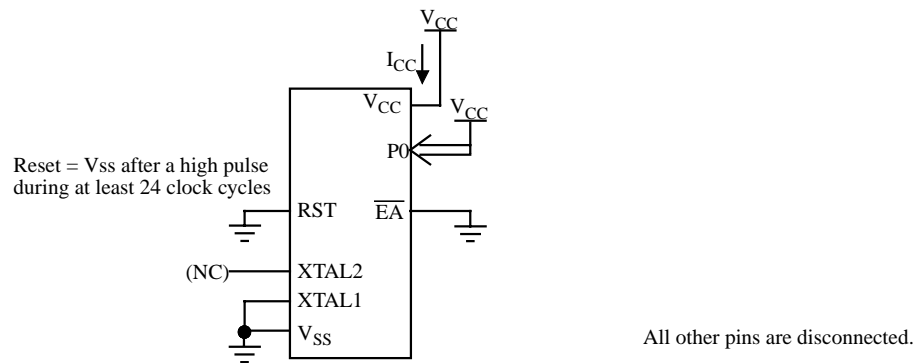 VCC
ICC
VCC
VCC
P0
Reset = Vss after a high pulse
during at least 24 clock cycles
RST
EA
(NC)
XTAL2
XTAL1
VSS
All other pins are disconnected.